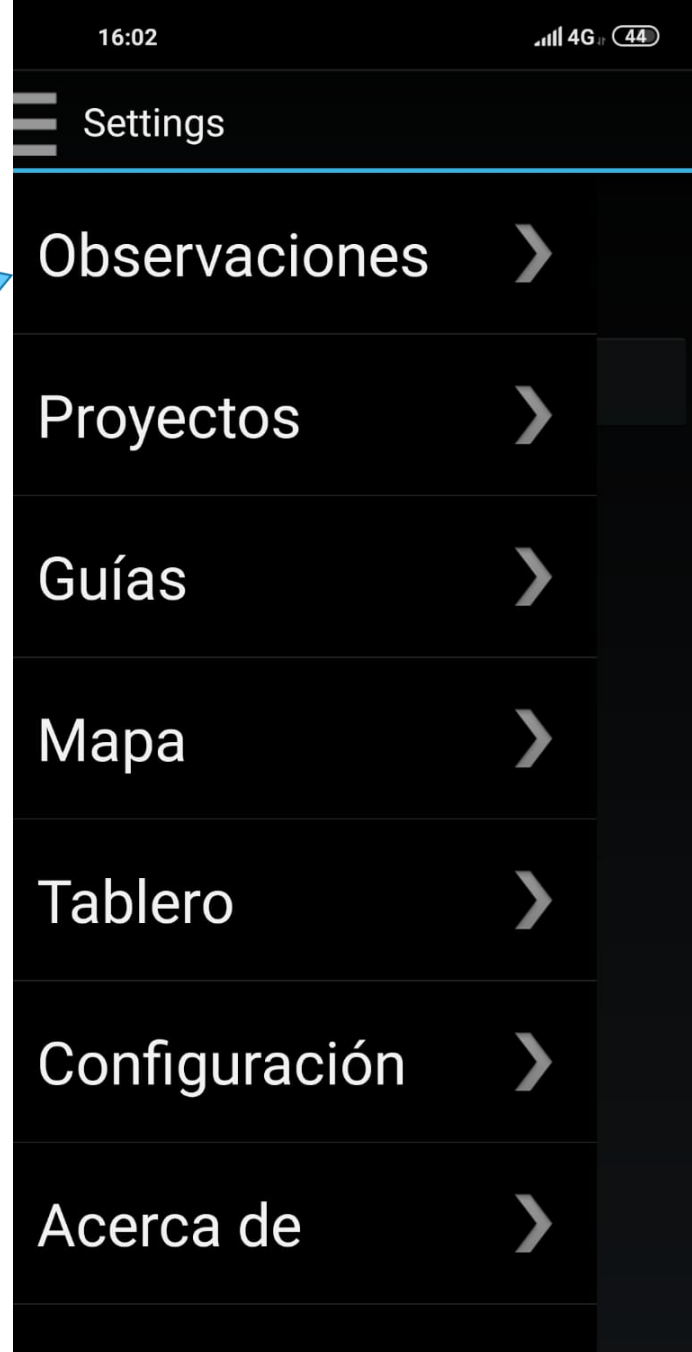 16:02 4G 44
Settings
Observaciones
Proyectos
Guías
Mapa
Tablero
Configuración
Acerca de